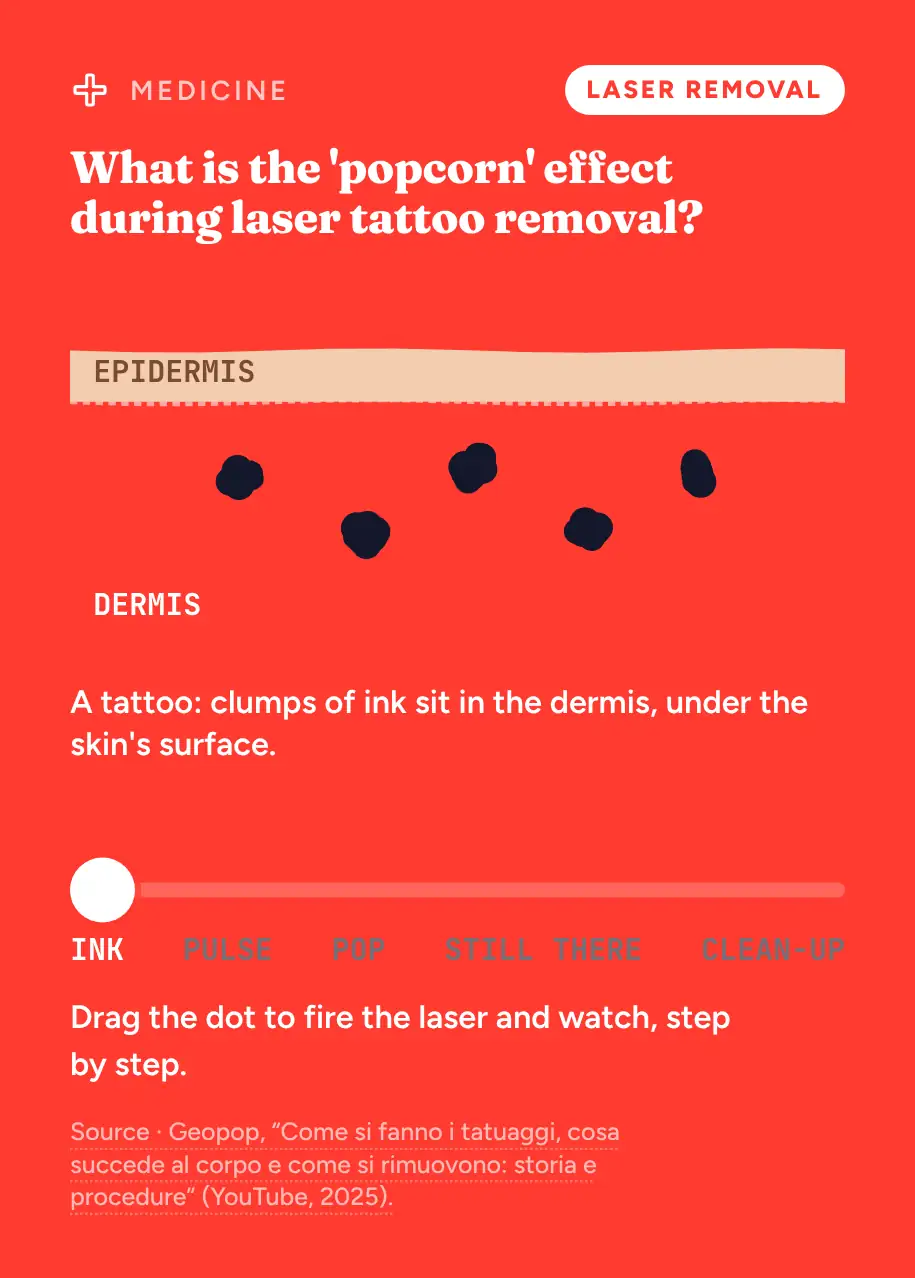 MEDICINE
LASER REMOVAL
What is the 'popcorn' effect
during laser tattoo removal?
EPIDERMIS
DERMIS
A tattoo: clumps of ink sit in the dermis, under the
skin's surface.
INK PULSE POP STILL THERE CLEAN-UP
Drag the dot to fire the laser and watch, step
by step.
Source · Geopop, “Come si fanno i tatuaggi, cosa
succede al corpo e come si rimuovono: storia e
procedure” (YouTube, 2025).